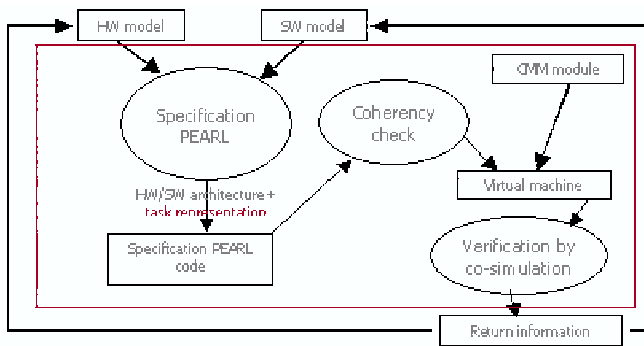 HW model
SW model
CMM module
Specification
PEARL
Coherency
check
Virtual machine
HW/SW architecture +
task representation
Specification PEARL
code
Verification by
co-simulation
Return information